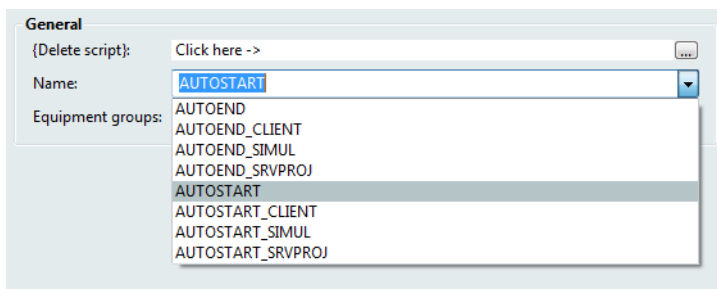 General
{Delete script}: Click here -> ...
Name: AUTOSTART
Equipment groups:
AUTOEND
AUTOEND_CLIENT
AUTOEND_SIMUL
AUTOEND_SRVPROJ
AUTOSTART
AUTOSTART_CLIENT
AUTOSTART_SIMUL
AUTOSTART_SRVPROJ